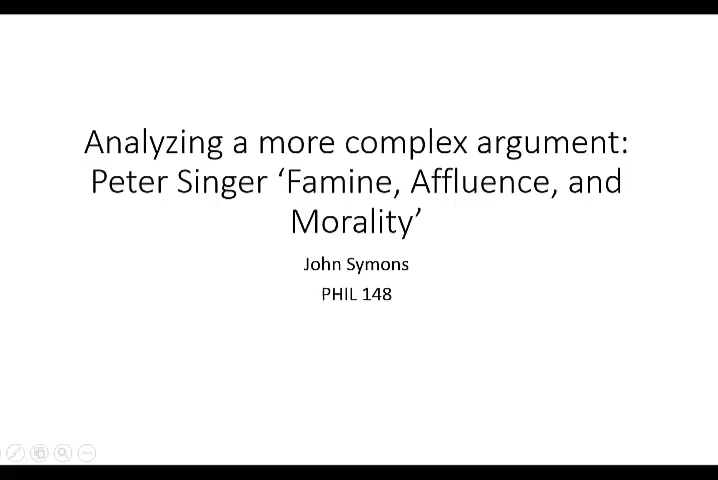 Analyzing a more complex argument:
Peter Singer ‘Famine, Affluence, and
Morality’
John Symons
PHIL 148